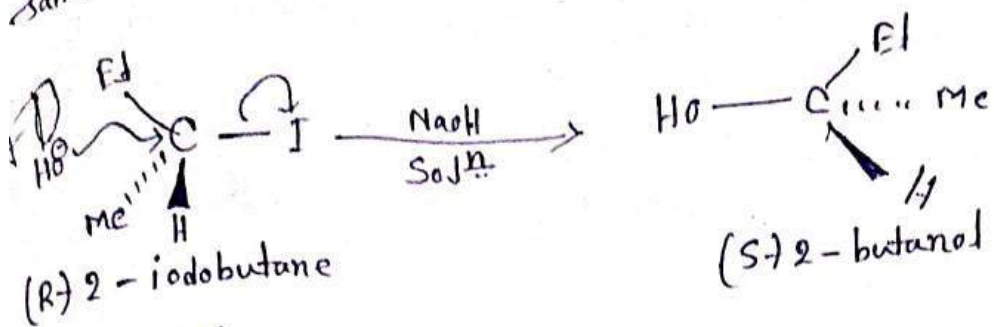 Et
HO⊖ C — I
Me H
NaOH
Solⁿ
Et
HO — C ..... Me
H
(R-) 2 - iodobutane
(S-) 2 - butanol